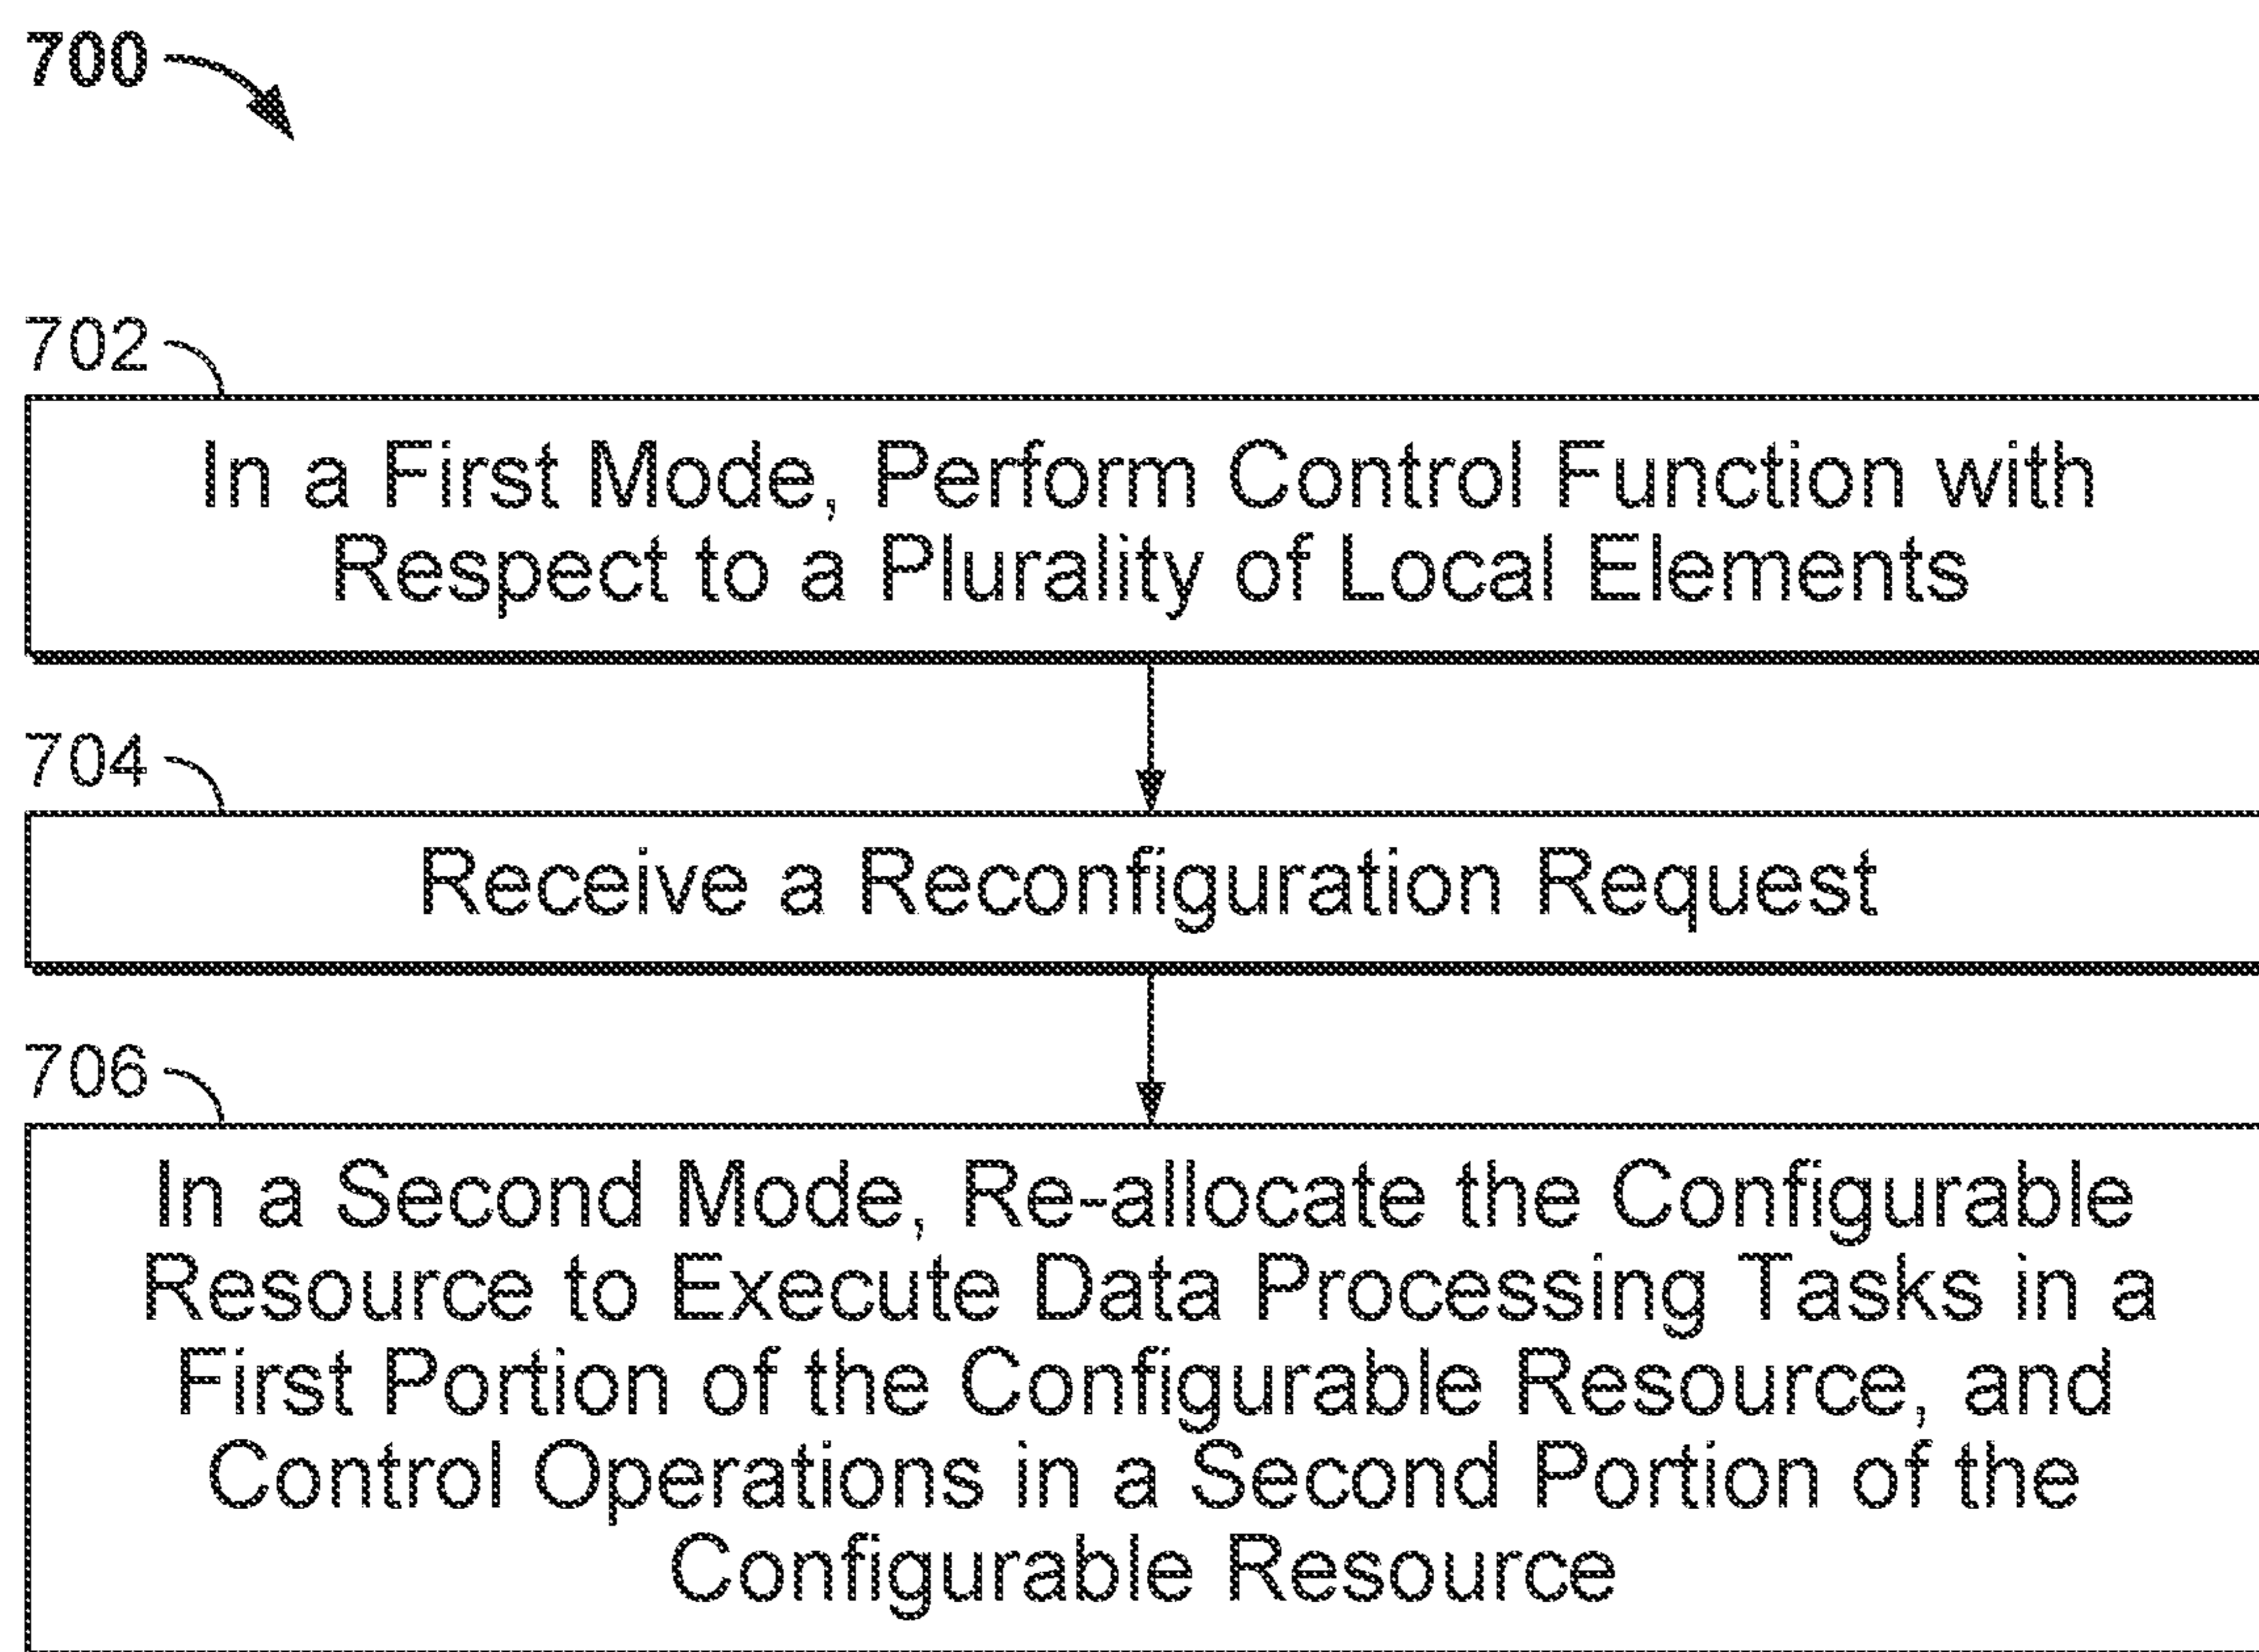 700
702
In a First Mode, Perform Control Function with
Respect to a Plurality of Local Elements
704
Receive a Reconfiguration Request
706
In a Second Mode, Re-allocate the Configurable
Resource to Execute Data Processing Tasks in a
First Portion of the Configurable Resource, and
Control Operations in a Second Portion of the
Configurable Resource